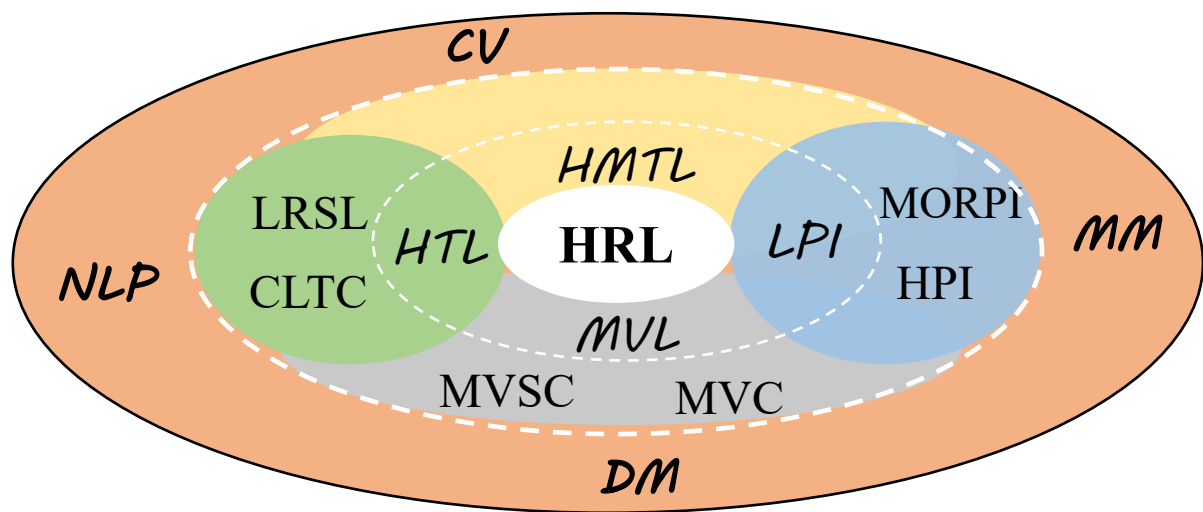 CV
HMTL
LRSL
MORPI
HTL
HRL
LPI
MM
NLP
CLTC
HPI
MVL
MVSC
MVC
DM